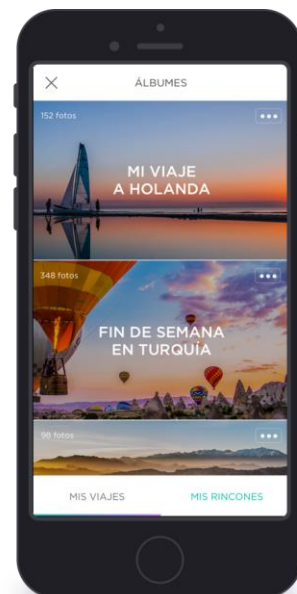 ÁLBUMES
152 fotos
MI VIAJE
A HOLANDA
348 fotos
FIN DE SEMANA
EN TURQUÍA
98 fotos
MIS VIAJES
MIS RINCONES